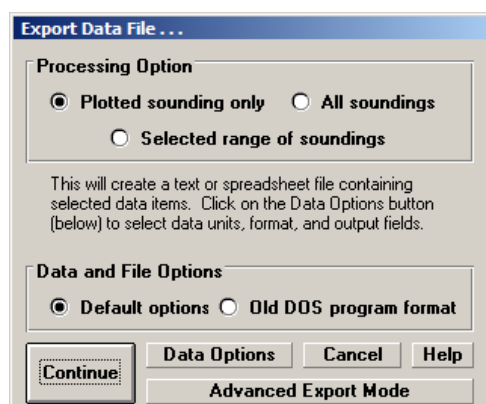 Export Data File . . .
Processing Option
Plotted sounding only All soundings
Selected range of soundings
This will create a text or spreadsheet file containing
selected data items. Click on the Data Options button
(below) to select data units, format, and output fields.
Data and File Options
Default options Old DOS program format
Continue
Data Options Cancel Help
Advanced Export Mode